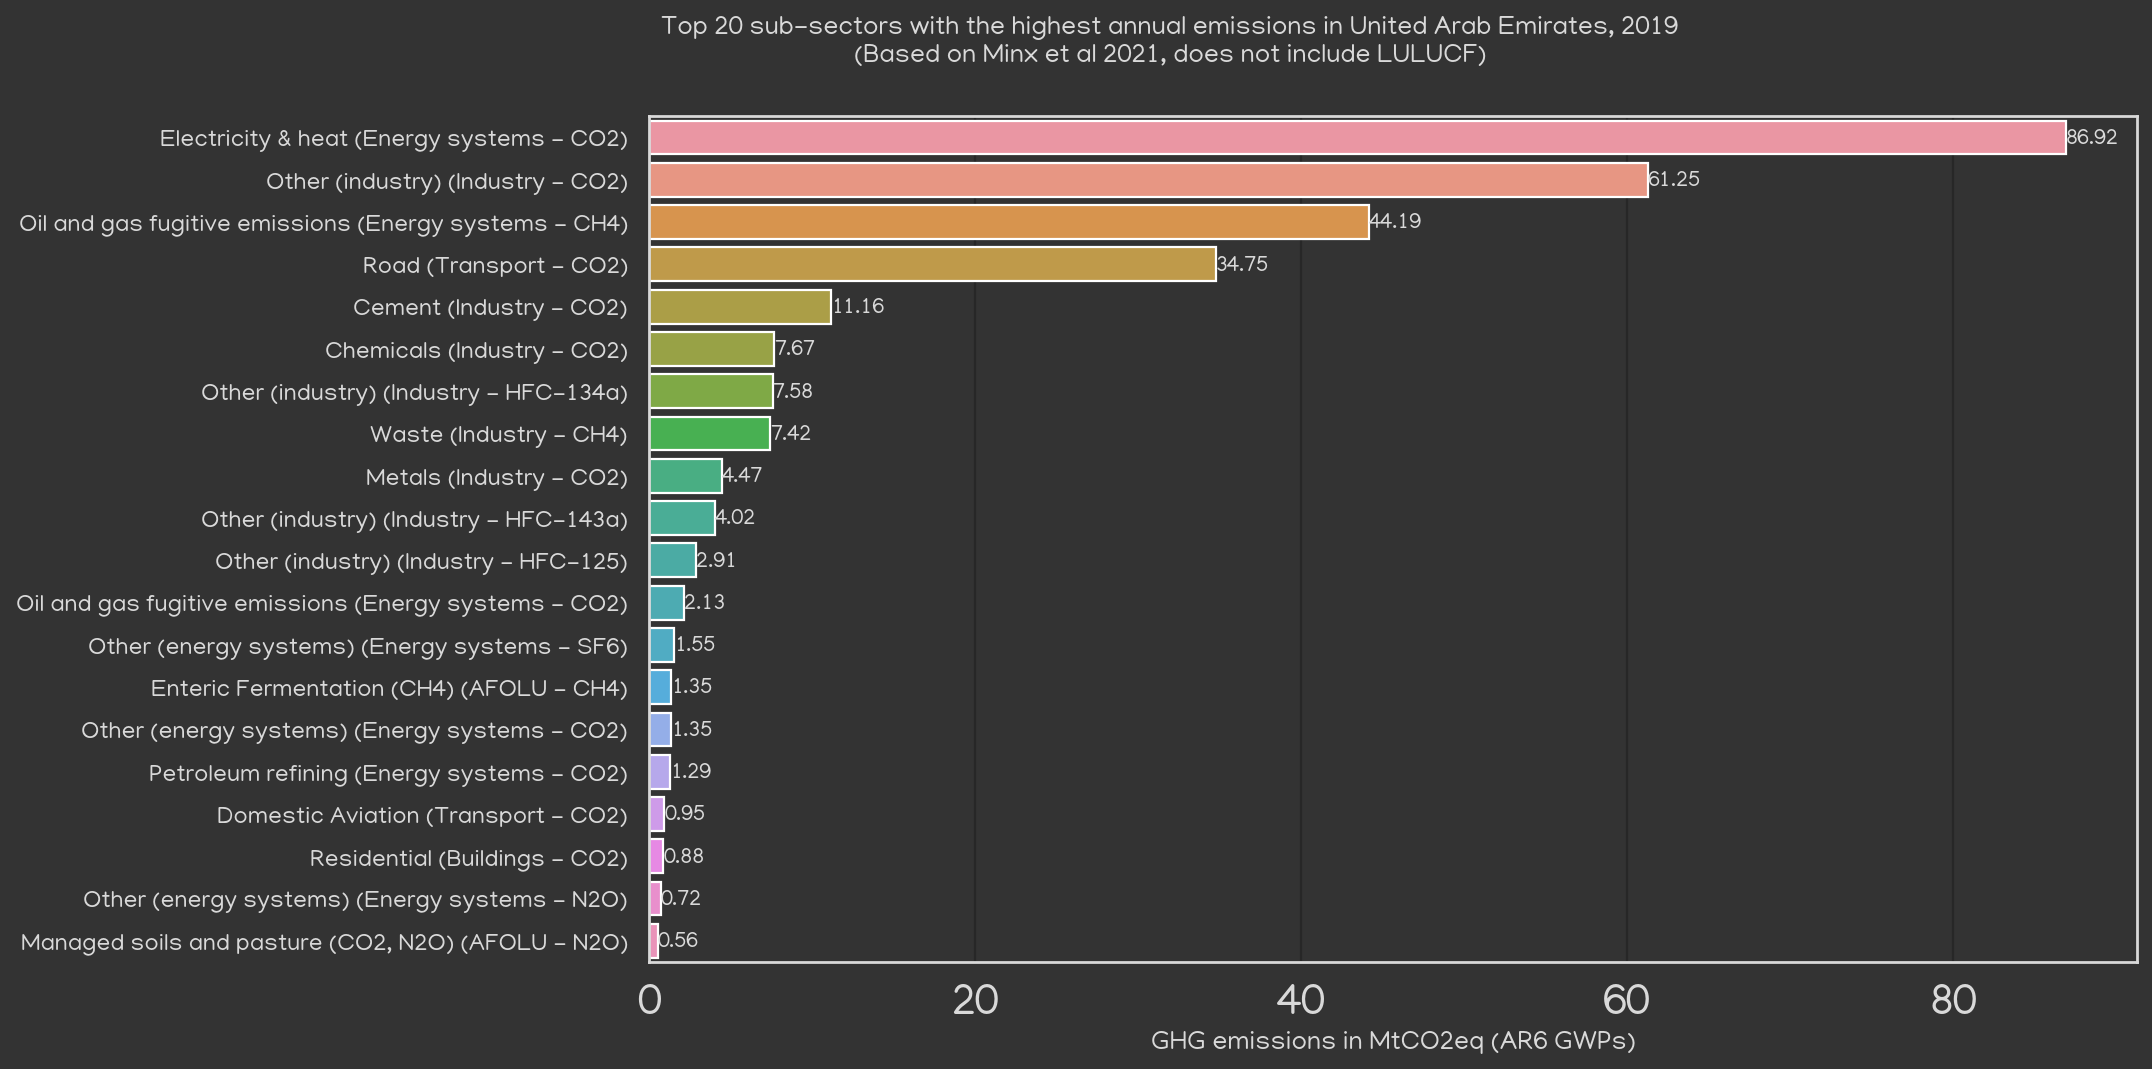 Top 20 sub-sectors with the highest annual emissions in United Arab Emirates, 2019
(Based on Minx et al 2021, does not include LULUCF)
Electricity & heat (Energy systems - CO2) 86.92
Other (industry) (Industry - CO2) 61.25
Oil and gas fugitive emissions (Energy systems - CH4) 44.19
Road (Transport - CO2) 34.75
Cement (Industry - CO2) 11.16
Chemicals (Industry - CO2) 7.67
Other (industry) (Industry - HFC-134a) 7.58
Waste (Industry - CH4) 7.42
Metals (Industry - CO2) 4.47
Other (industry) (Industry - HFC-143a) 4.02
Other (industry) (Industry - HFC-125) 2.91
Oil and gas fugitive emissions (Energy systems - CO2) 2.13
Other (energy systems) (Energy systems - SF6) 1.55
Enteric Fermentation (CH4) (AFOLU - CH4) 1.35
Other (energy systems) (Energy systems - CO2) 1.35
Petroleum refining (Energy systems - CO2) 1.29
Domestic Aviation (Transport - CO2) 0.95
Residential (Buildings - CO2) 0.88
Other (energy systems) (Energy systems - N2O) 0.72
Managed soils and pasture (CO2, N2O) (AFOLU - N2O) 0.56
0 20 40 60 80
GHG emissions in MtCO2eq (AR6 GWPs)